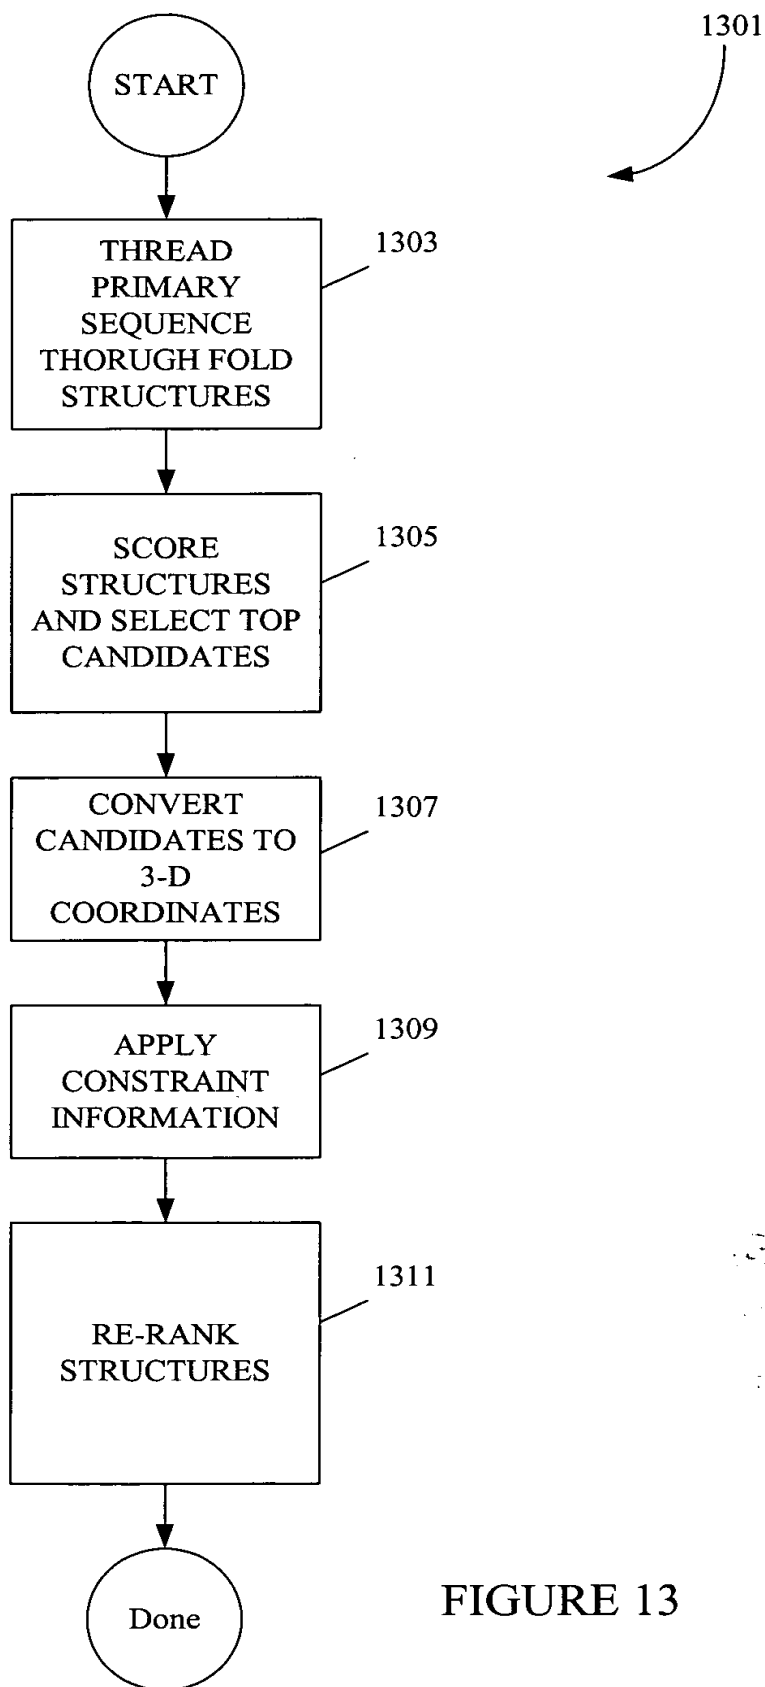 1301
START
1303
THREAD
PRIMARY
SEQUENCE
THORUGH FOLD
STRUCTURES
1305
SCORE
STRUCTURES
AND SELECT TOP
CANDIDATES
1307
CONVERT
CANDIDATES TO
3-D
COORDINATES
1309
APPLY
CONSTRAINT
INFORMATION
1311
RE-RANK
STRUCTURES
Done
FIGURE 13